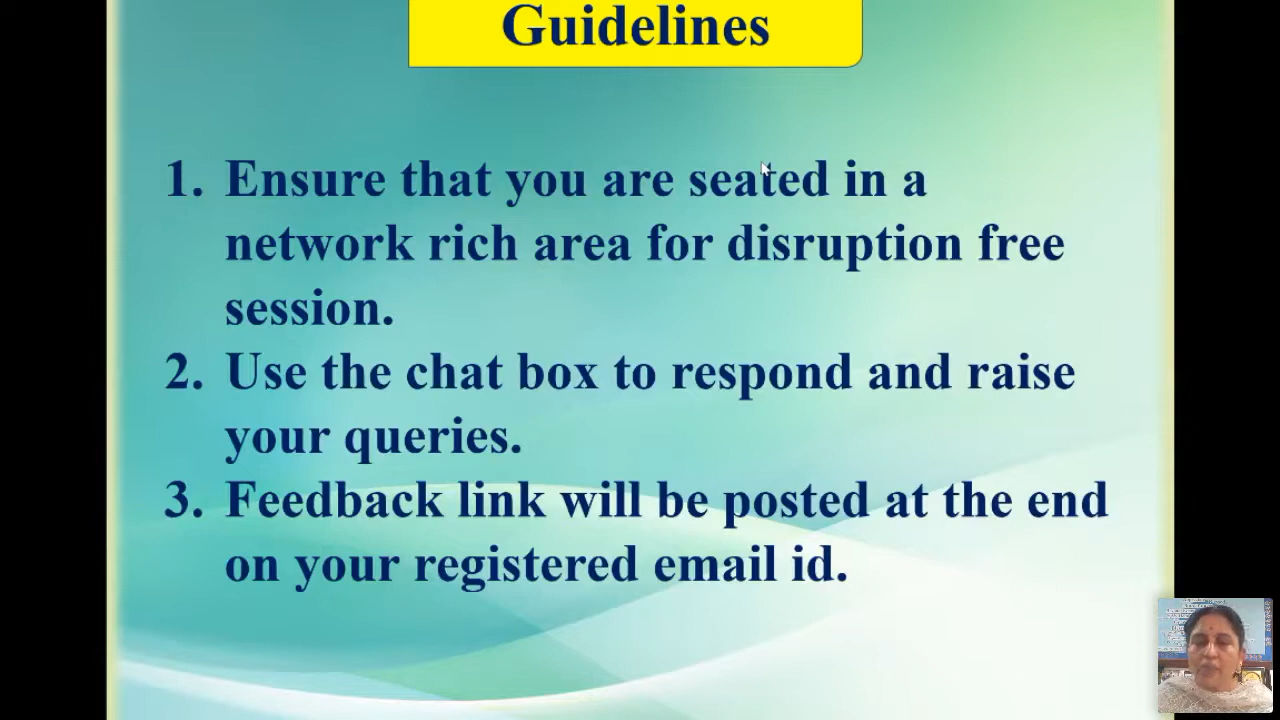 Guidelines
1. Ensure that you are seated in a
network rich area for disruption free
session.
2. Use the chat box to respond and raise
your queries.
3. Feedback link will be posted at the end
on your registered email id.